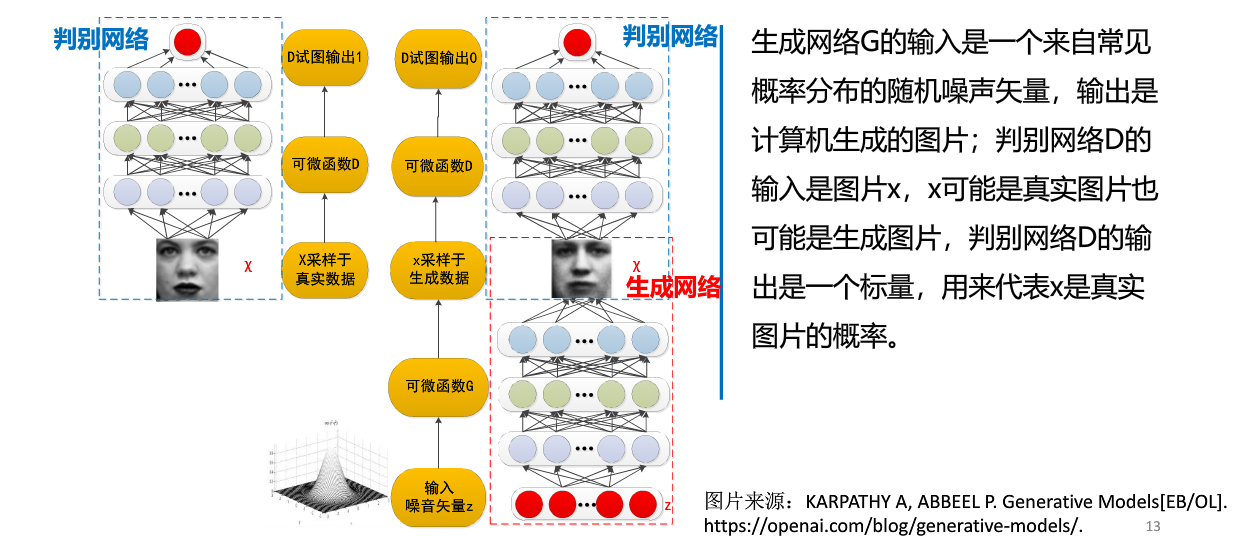 判别网络
D试图输出1
可微函数D
X采样于
真实数据
χ
D试图输出0
可微函数D
x采样于
生成数据
可微函数G
输入
噪音矢量z
判别网络
χ
生成网络
z
生成网络G的输入是一个来自常见
概率分布的随机噪声矢量，输出是
计算机生成的图片；判别网络D的
输入是图片x，x可能是真实图片也
可能是生成图片，判别网络D的输
出是一个标量，用来代表x是真实
图片的概率。
图片来源：KARPATHY A, ABBEEL P. Generative Models[EB/OL].
https://openai.com/blog/generative-models/.
13